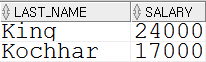 LAST_NAME SALARY
King 24000
Kochhar 17000